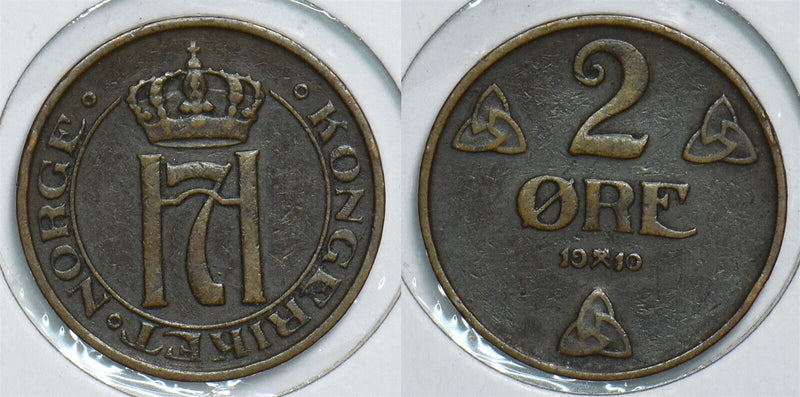 KONGERIKET • NORGE
H7
2
ØRE
1910